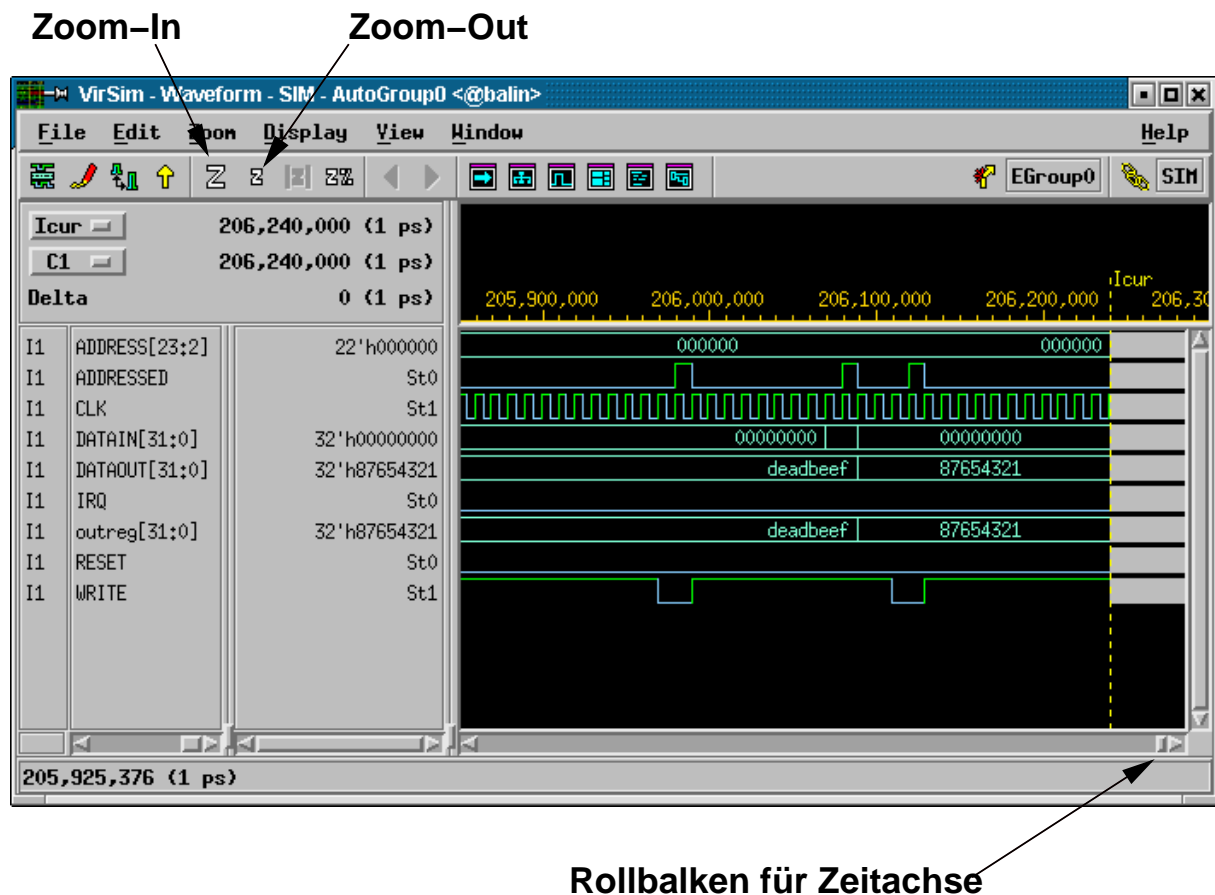 Zoom–In Zoom–Out
VirSim - Waveform - SIM - AutoGroup0 <@balin>
File Edit Zoom Display View Window Help
Z Z [Z] Z% EGroup0 SIM
Icur 206,240,000 (1 ps)
C1 206,240,000 (1 ps)
Delta 0 (1 ps)
Icur
205,900,000 206,000,000 206,100,000 206,200,000 206,30
I1 ADDRESS[23:2] 22'h000000 000000 000000
I1 ADDRESSED St0
I1 CLK St1
I1 DATAIN[31:0] 32'h00000000 00000000 00000000
I1 DATAOUT[31:0] 32'h87654321 deadbeef 87654321
I1 IRQ St0
I1 outreg[31:0] 32'h87654321 deadbeef 87654321
I1 RESET St0
I1 WRITE St1
205,925,376 (1 ps)
Rollbalken für Zeitachse